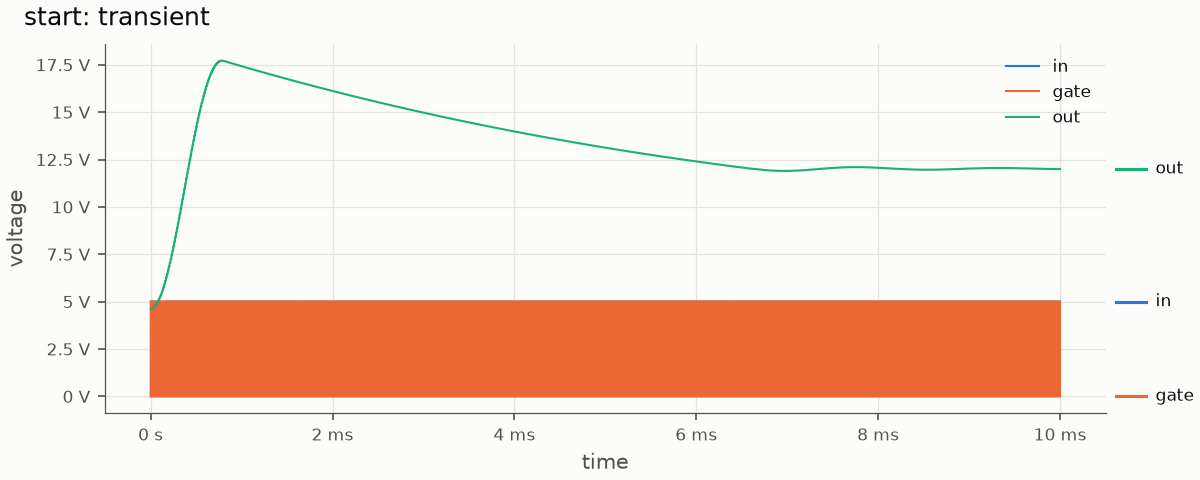 start: transient
17.5 V
15 V
12.5 V
10 V
7.5 V
5 V
2.5 V
0 V
voltage
in
gate
out
out
in
gate
0 s
2 ms
4 ms
6 ms
8 ms
10 ms
time